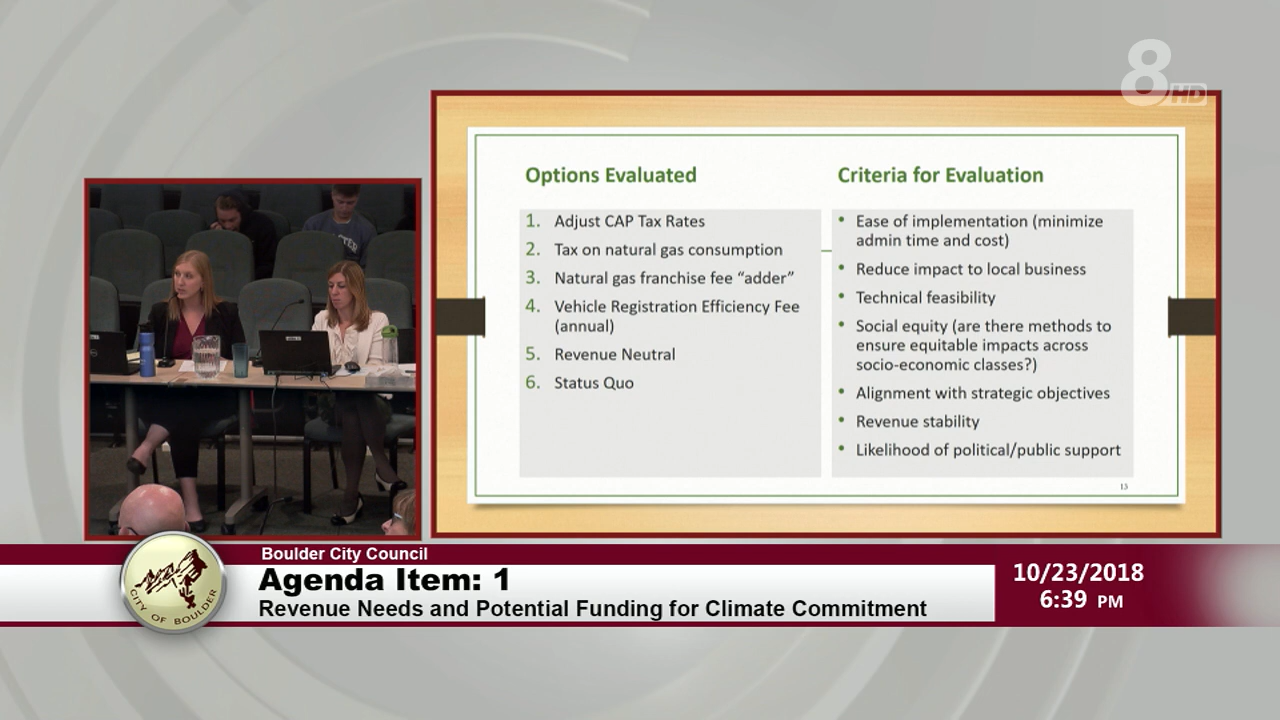 8HD
Options Evaluated
1. Adjust CAP Tax Rates
2. Tax on natural gas consumption
3. Natural gas franchise fee “adder”
4. Vehicle Registration Efficiency Fee
(annual)
5. Revenue Neutral
6. Status Quo
Criteria for Evaluation
• Ease of implementation (minimize
admin time and cost)
• Reduce impact to local business
• Technical feasibility
• Social equity (are there methods to
ensure equitable impacts across
socio-economic classes?)
• Alignment with strategic objectives
• Revenue stability
• Likelihood of political/public support
13
Boulder City Council
Agenda Item: 1
Revenue Needs and Potential Funding for Climate Commitment
10/23/2018
6:39 PM
CITY OF BOULDER